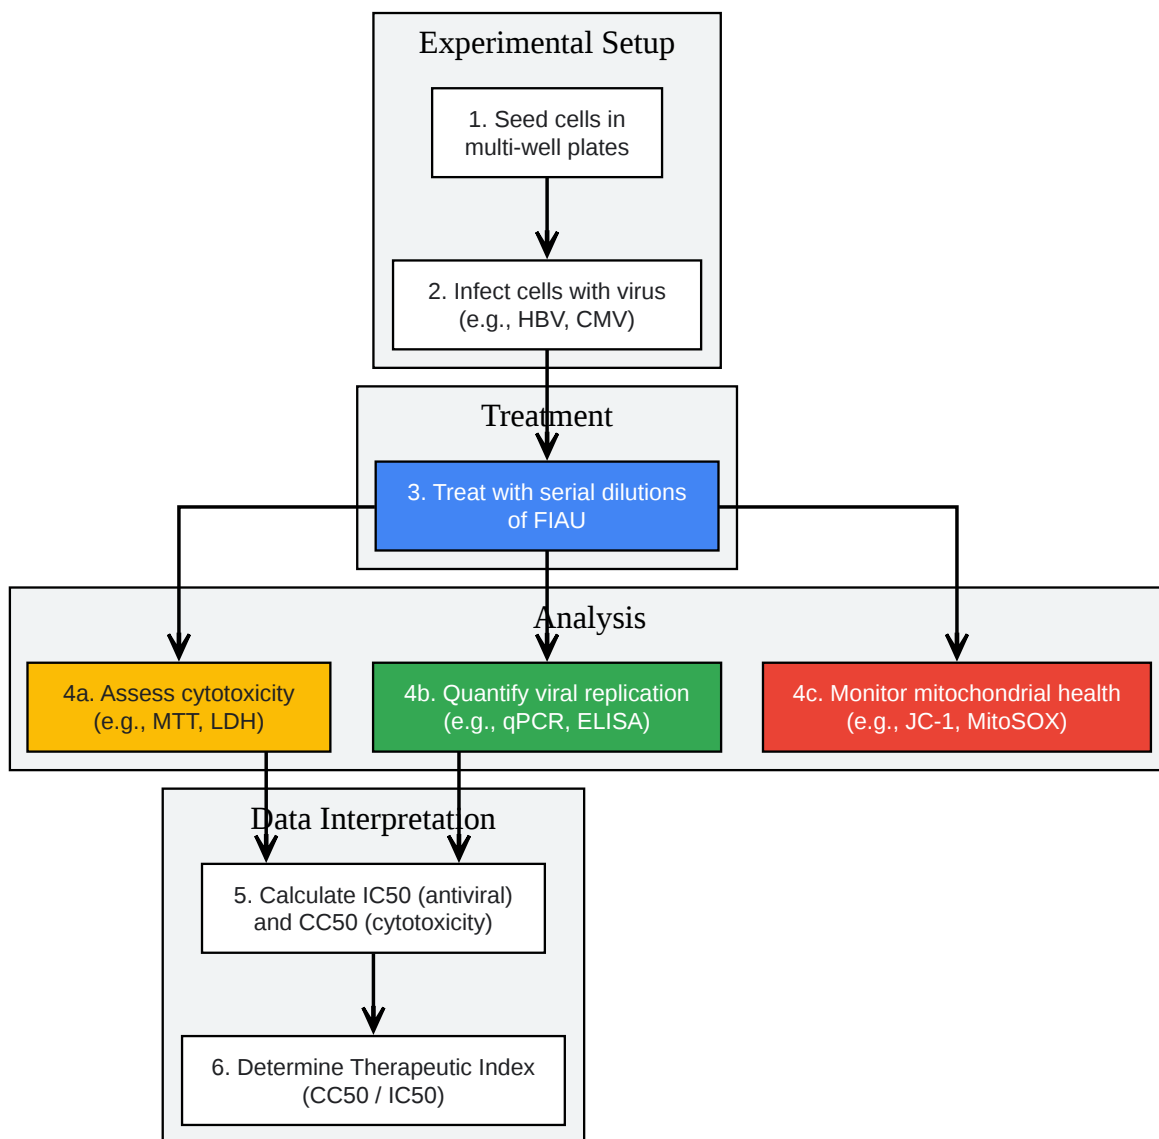 Experimental Setup
1. Seed cells in
multi-well plates
2. Infect cells with virus
(e.g., HBV, CMV)
Treatment
3. Treat with serial dilutions
of FIAU
Analysis
4a. Assess cytotoxicity
(e.g., MTT, LDH)
4b. Quantify viral replication
(e.g., qPCR, ELISA)
4c. Monitor mitochondrial health
(e.g., JC-1, MitoSOX)
Data Interpretation
5. Calculate IC50 (antiviral)
and CC50 (cytotoxicity)
6. Determine Therapeutic Index
(CC50 / IC50)